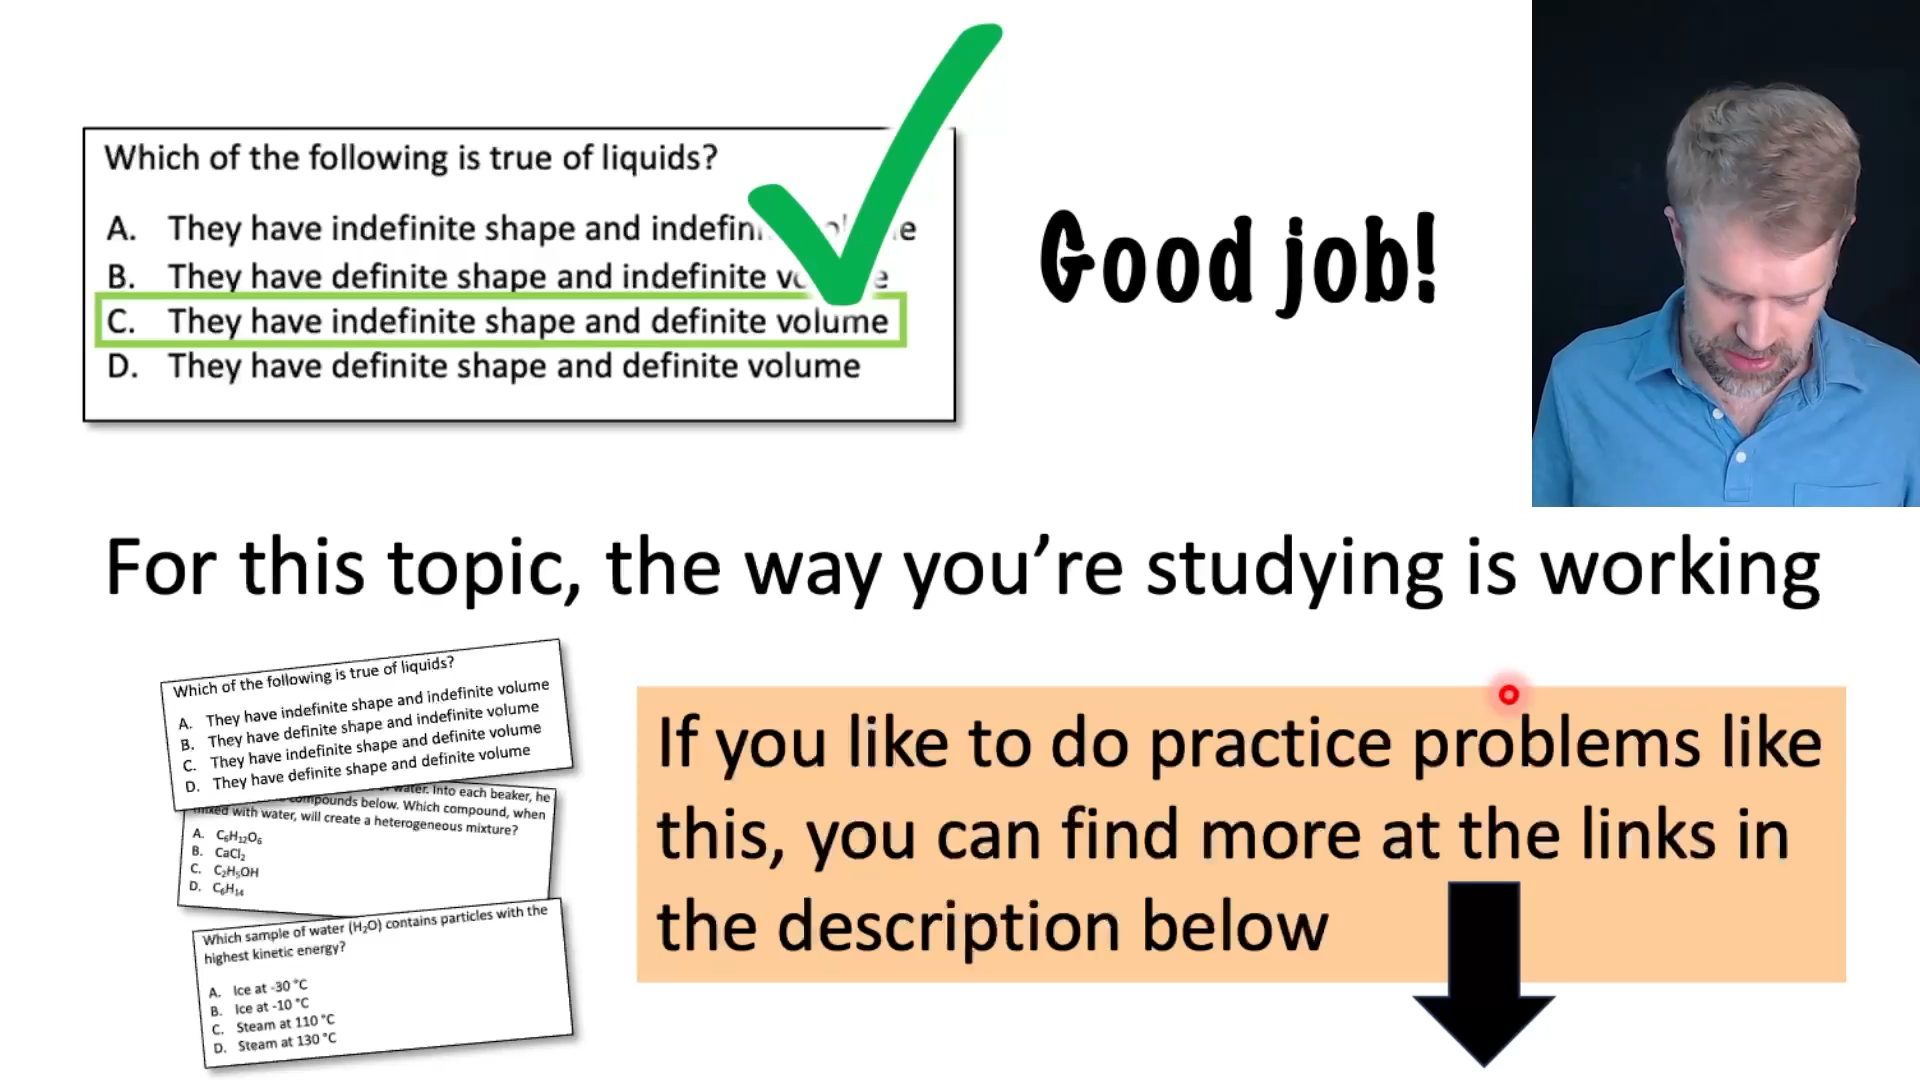 Which of the following is true of liquids?
A. They have indefinite shape and
B. They have definite shape and indefinite
C. They have indefinite shape and definite volume
D. They have definite shape and definite volume
Good job!
For this topic, the way you’re studying is working
Which of the following is true of liquids?
A. They have indefinite shape and indefinite volume
B. They have definite shape and indefinite volume
C. They have indefinite shape and definite volume
D. They have definite shape and definite volume
water. Into each beaker, he
compounds below. Which compound, when
mixed with water, will create a heterogeneous mixture?
A. C₆H₁₂O₆
B. CaCl₂
C. C₂H₅OH
D. C₆H₁₄
Which sample of water (H₂O) contains particles with the
highest kinetic energy?
A. Ice at -30 °C
B. Ice at -10 °C
C. Steam at 110 °C
D. Steam at 130 °C
If you like to do practice problems like
this, you can find more at the links in
the description below